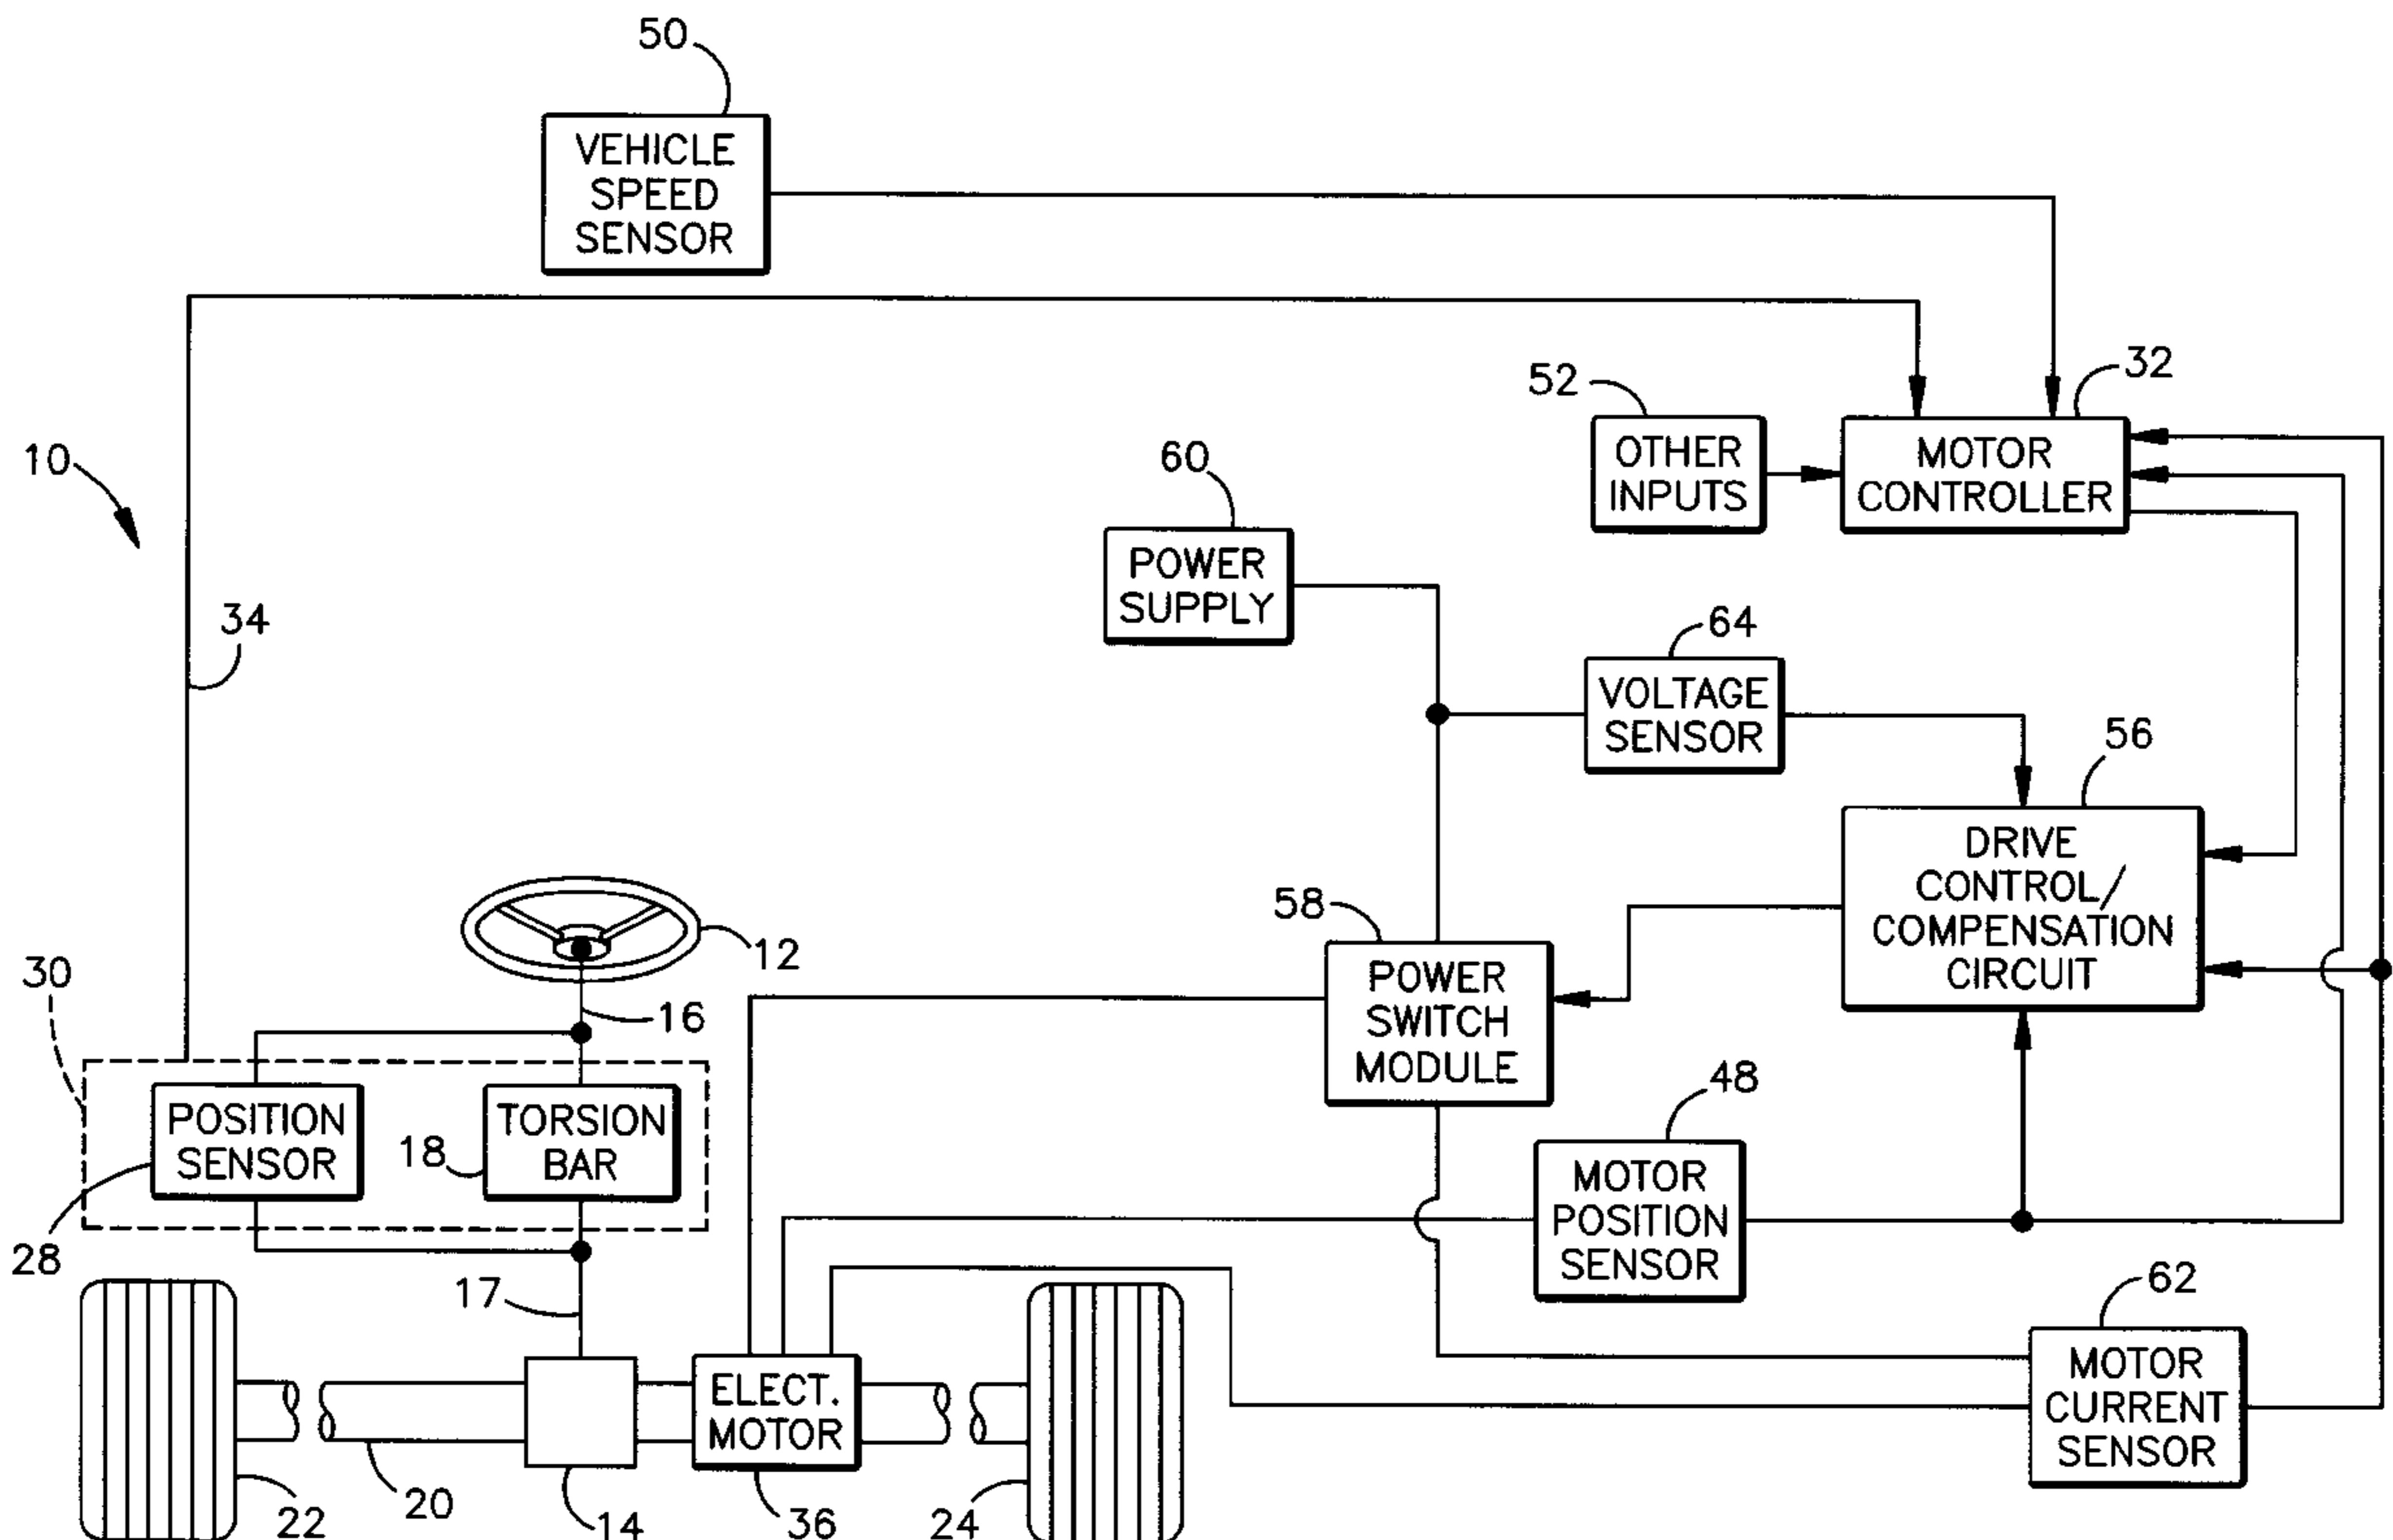 50
VEHICLE
SPEED
SENSOR
52
32
10
60
OTHER
INPUTS
MOTOR
CONTROLLER
POWER
SUPPLY
34
64
VOLTAGE
SENSOR
56
DRIVE
CONTROL/
COMPENSATION
CIRCUIT
58
12
30
POWER
SWITCH
MODULE
16
48
POSITION
SENSOR
18
TORSION
BAR
MOTOR
POSITION
SENSOR
28
17
62
MOTOR
CURRENT
SENSOR
ELECT.
MOTOR
22
20
14
36
24